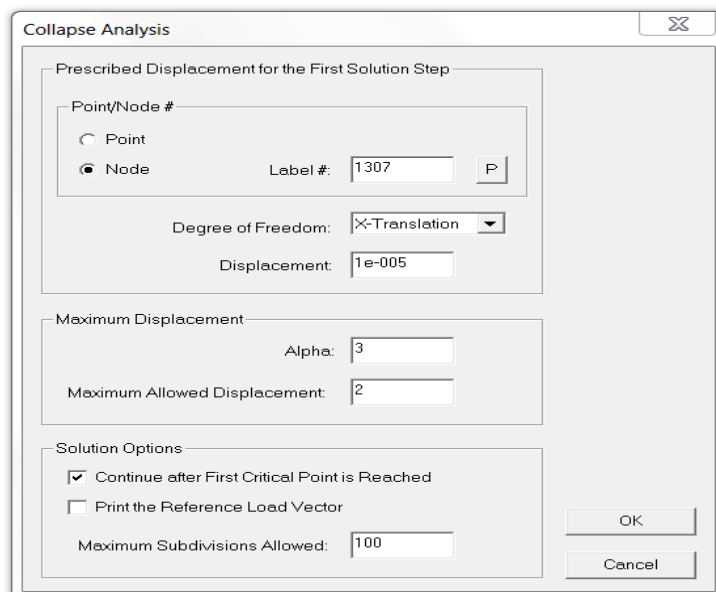 Collapse Analysis
Prescribed Displacement for the First Solution Step
Point/Node #
Point
Node Label #: 1307 P
Degree of Freedom: X-Translation
Displacement: 1e-005
Maximum Displacement
Alpha: 3
Maximum Allowed Displacement: 2
Solution Options
Continue after First Critical Point is Reached
Print the Reference Load Vector
OK
Maximum Subdivisions Allowed: 100
Cancel